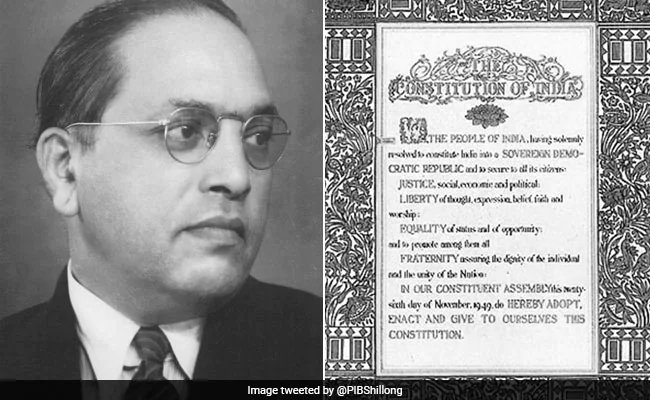 THE
CONSTITUTION OF INDIA
WE, THE PEOPLE OF INDIA, having solemnly
resolved to constitute India into a SOVEREIGN DEMO-
CRATIC REPUBLIC and to secure to all its citizens:
JUSTICE, social, economic and political;
LIBERTY of thought, expression, belief, faith and
worship;
EQUALITY of status and of opportunity;
and to promote among them all
FRATERNITY assuring the dignity of the individual
and the unity of the Nation;
IN OUR CONSTITUENT ASSEMBLY this twenty-
sixth day of November, 1949, do HEREBY ADOPT,
ENACT AND GIVE TO OURSELVES THIS
CONSTITUTION.
Image tweeted by @PIBShillong